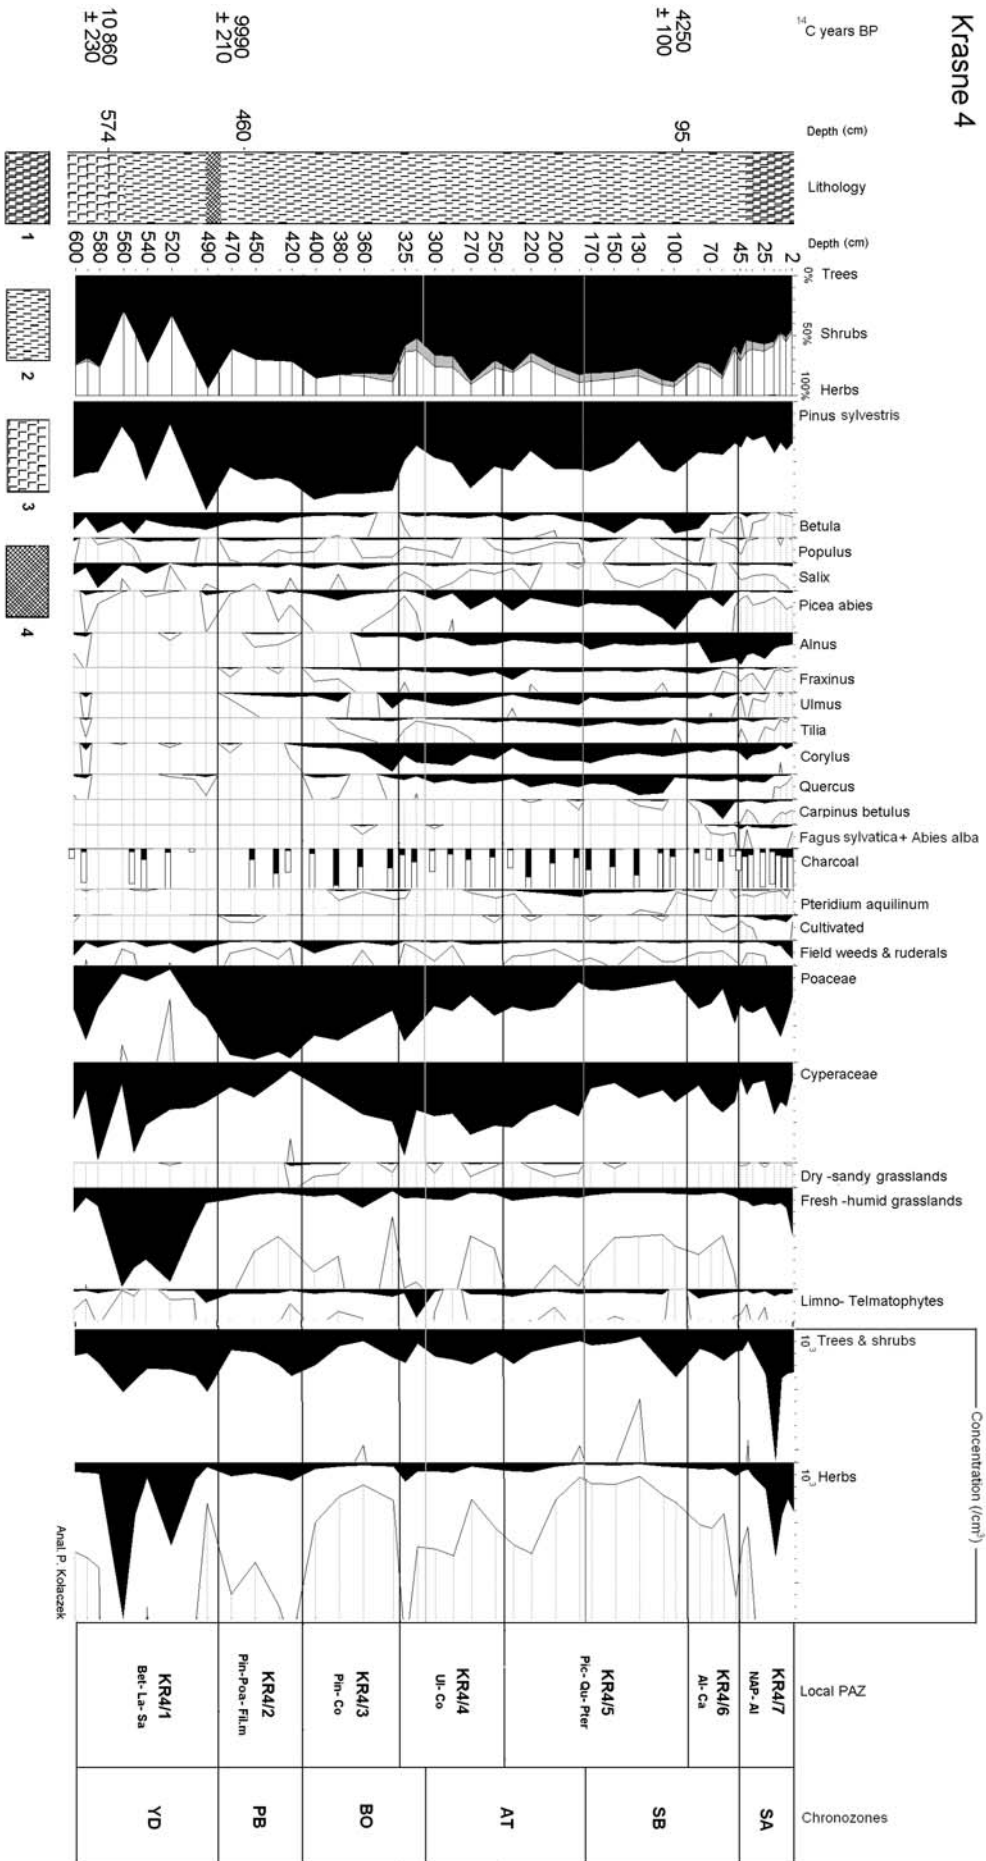 Krasne 4
¹⁴C years BP
4250
± 100
9990
± 210
10 860
± 230
Depth (cm)
95
460
574
Lithology
Depth (cm)
2
25
45
70
100
130
150
170
200
220
250
270
300
325
360
380
400
420
450
470
490
520
540
560
580
600
1
2
3
4
0%
50%
100%
Trees
Shrubs
Herbs
Pinus sylvestris
Betula
Populus
Salix
Picea abies
Alnus
Fraxinus
Ulmus
Tilia
Corylus
Quercus
Carpinus betulus
Fagus sylvatica + Abies alba
Charcoal
Pteridium aquilinum
Cultivated
Field weeds & ruderals
Poaceae
Cyperaceae
Dry -sandy grasslands
Fresh -humid grasslands
Limno- Telmatophytes
10³ Trees & shrubs
10³ Herbs
Concentration (/cm³)
Anal. P. Kołaczek
Local PAZ
KR4/7
NAP- Al
KR4/6
Al- Ca
KR4/5
Pic- Qu- Pter
KR4/4
Ul- Co
KR4/3
Pin- Co
KR4/2
Pin-Poa- Fil.m
KR4/1
Bet- La- Sa
Chronozones
SA
SB
AT
BO
PB
YD